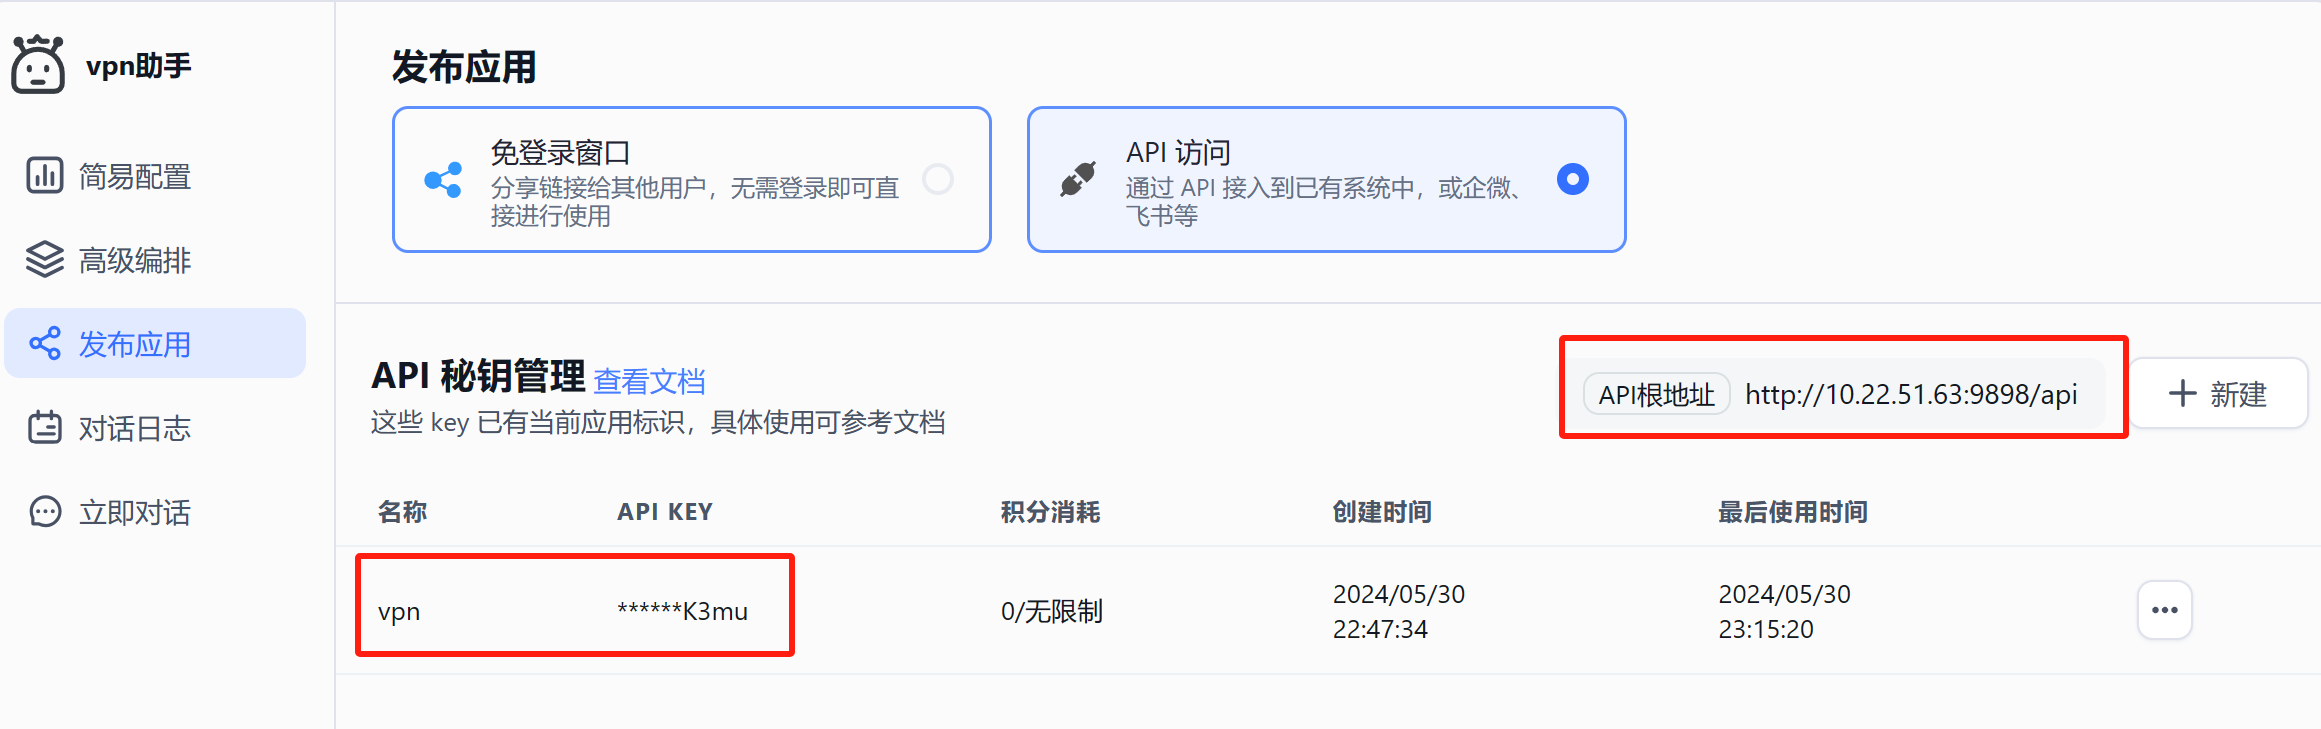 vpn助手
简易配置
高级编排
发布应用
对话日志
立即对话
发布应用
免登录窗口
分享链接给其他用户，无需登录即可直
接进行使用
API 访问
通过 API 接入到已有系统中，或企微、
飞书等
API 秘钥管理 查看文档
这些 key 已有当前应用标识，具体使用可参考文档
API根地址 http://10.22.51.63:9898/api
新建
名称 API KEY 积分消耗 创建时间 最后使用时间
vpn ******K3mu 0/无限制 2024/05/30 2024/05/30
22:47:34 23:15:20